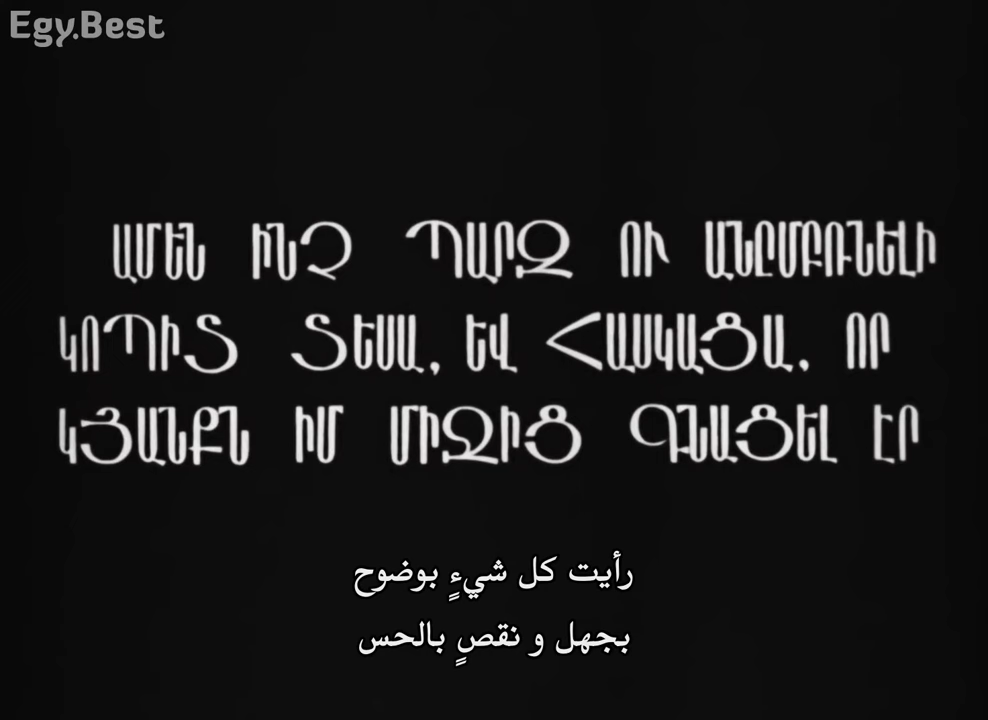 Egy.Best
ԱՄԵՆ ԻՆՉ ՊԱՐԶ ՈՒ ԱՆԸՄԲՌՆԵԼԻ
ԿՈՊԻՏ ՏԵՍԱ, ԵՎ ՀԱՍԿԱՑԱ, ՈՐ
ԿՅԱՆՔՆ ԻՄ ՄԻՋԻՑ ԳՆԱՑԵԼ ԷՐ
رأيت كل شيءٍ بوضوح
بجهل و نقصٍ بالحس